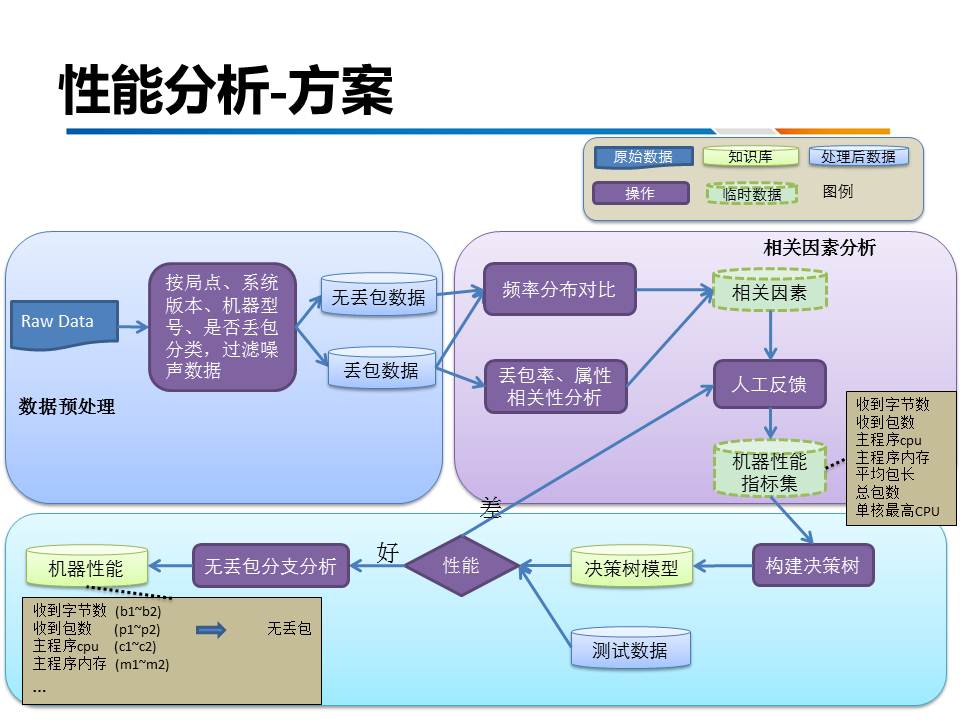 性能分析-方案
原始数据
知识库
处理后数据
操作
临时数据
图例
Raw Data
按局点、系统
版本、机器型
号、是否丢包
分类，过滤噪
声数据
无丢包数据
丢包数据
数据预处理
相关因素分析
频率分布对比
相关因素
丢包率、属性
相关性分析
人工反馈
机器性能
指标集
收到字节数
收到包数
主程序cpu
主程序内存
平均包长
总包数
单核最高CPU
差
机器性能
无丢包分支分析
好
性能
决策树模型
构建决策树
测试数据
收到字节数 (b1~b2)
收到包数 (p1~p2)
无丢包
主程序cpu (c1~c2)
主程序内存 (m1~m2)
...